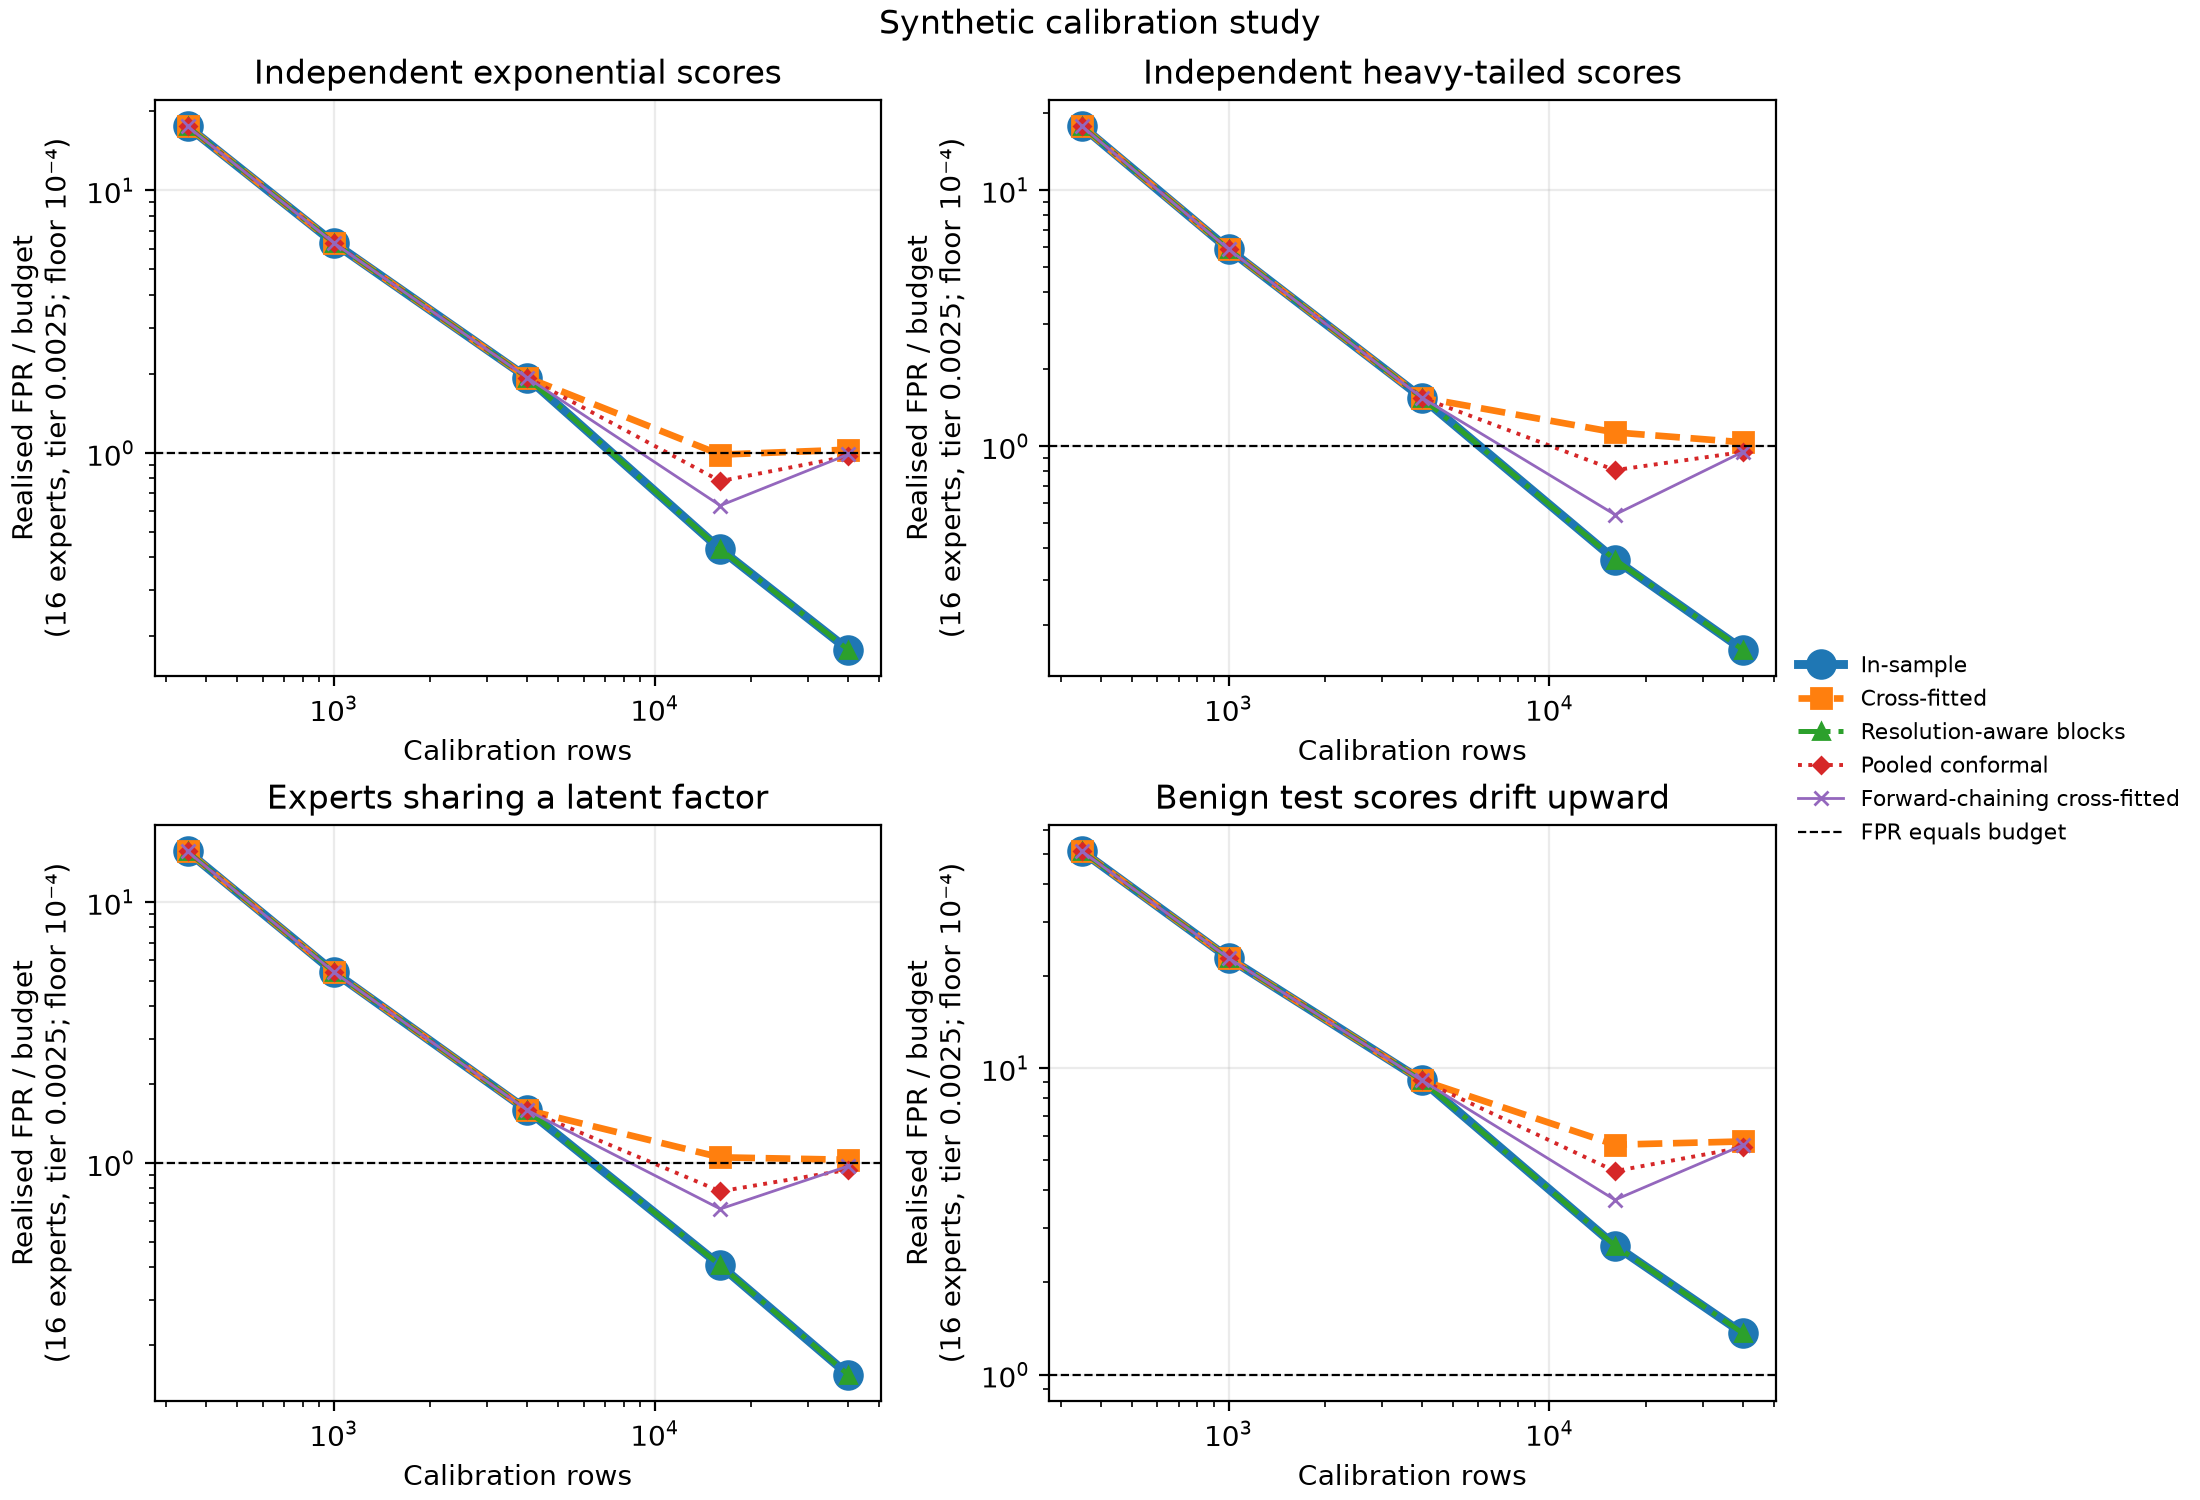 Synthetic calibration study
Independent exponential scores
Realised FPR / budget
(16 experts, tier 0.0025; floor 10⁻⁴)
10¹
10⁰
10³
10⁴
Calibration rows
Independent heavy-tailed scores
Realised FPR / budget
(16 experts, tier 0.0025; floor 10⁻⁴)
10¹
10⁰
10³
10⁴
Calibration rows
In-sample
Cross-fitted
Resolution-aware blocks
Pooled conformal
Forward-chaining cross-fitted
FPR equals budget
Experts sharing a latent factor
Realised FPR / budget
(16 experts, tier 0.0025; floor 10⁻⁴)
10¹
10⁰
10³
10⁴
Calibration rows
Benign test scores drift upward
Realised FPR / budget
(16 experts, tier 0.0025; floor 10⁻⁴)
10¹
10⁰
10³
10⁴
Calibration rows